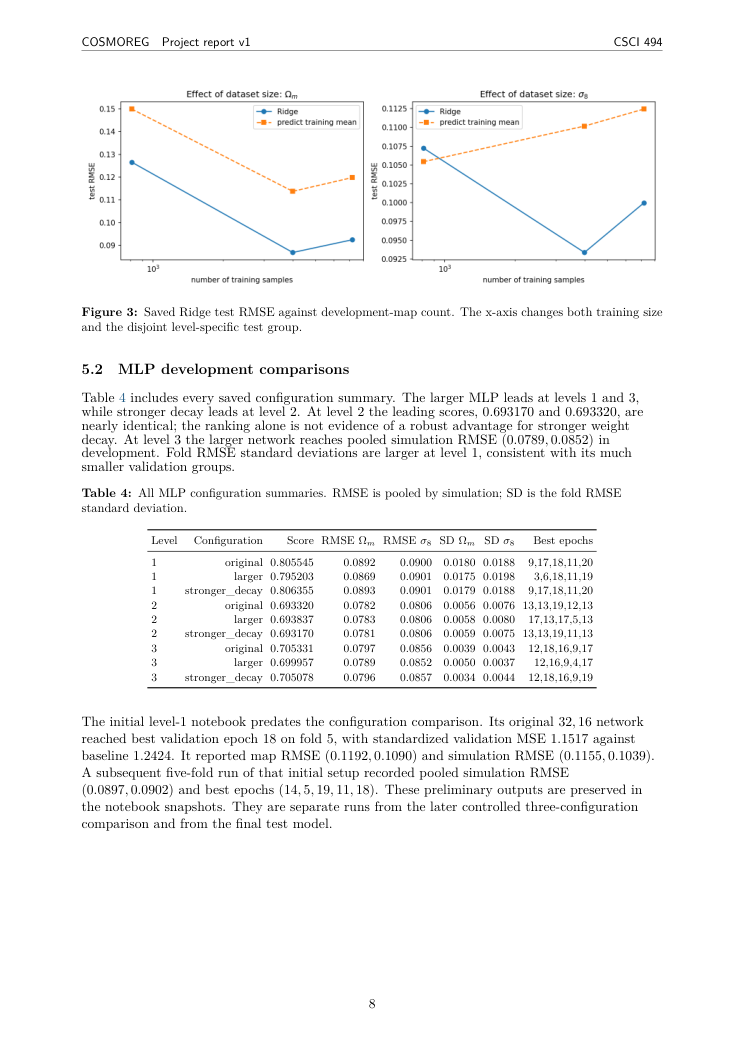 COSMOREG Project report v1 CSCI 494
Effect of dataset size: Ωm
test RMSE
0.15
0.14
0.13
0.12
0.11
0.10
0.09
Ridge
predict training mean
10³
number of training samples
Effect of dataset size: σ8
test RMSE
0.1125
0.1100
0.1075
0.1050
0.1025
0.1000
0.0975
0.0950
0.0925
Ridge
predict training mean
10³
number of training samples
Figure 3: Saved Ridge test RMSE against development-map count. The x-axis changes both training size
and the disjoint level-specific test group.
5.2 MLP development comparisons
Table 4 includes every saved configuration summary. The larger MLP leads at levels 1 and 3,
while stronger decay leads at level 2. At level 2 the leading scores, 0.693170 and 0.693320, are
nearly identical; the ranking alone is not evidence of a robust advantage for stronger weight
decay. At level 3 the larger network reaches pooled simulation RMSE (0.0789, 0.0852) in
development. Fold RMSE standard deviations are larger at level 1, consistent with its much
smaller validation groups.
Table 4: All MLP configuration summaries. RMSE is pooled by simulation; SD is the fold RMSE
standard deviation.
Level Configuration Score RMSE Ωm RMSE σ8 SD Ωm SD σ8 Best epochs
1 original 0.805545 0.0892 0.0900 0.0180 0.0188 9,17,18,11,20
1 larger 0.795203 0.0869 0.0901 0.0175 0.0198 3,6,18,11,19
1 stronger_decay 0.806355 0.0893 0.0901 0.0179 0.0188 9,17,18,11,20
2 original 0.693320 0.0782 0.0806 0.0056 0.0076 13,13,19,12,13
2 larger 0.693837 0.0783 0.0806 0.0058 0.0080 17,13,17,5,13
2 stronger_decay 0.693170 0.0781 0.0806 0.0059 0.0075 13,13,19,11,13
3 original 0.705331 0.0797 0.0856 0.0039 0.0043 12,18,16,9,17
3 larger 0.699957 0.0789 0.0852 0.0050 0.0037 12,16,9,4,17
3 stronger_decay 0.705078 0.0796 0.0857 0.0034 0.0044 12,18,16,9,19
The initial level-1 notebook predates the configuration comparison. Its original 32, 16 network
reached best validation epoch 18 on fold 5, with standardized validation MSE 1.1517 against
baseline 1.2424. It reported map RMSE (0.1192, 0.1090) and simulation RMSE (0.1155, 0.1039).
A subsequent five-fold run of that initial setup recorded pooled simulation RMSE
(0.0897, 0.0902) and best epochs (14, 5, 19, 11, 18). These preliminary outputs are preserved in
the notebook snapshots. They are separate runs from the later controlled three-configuration
comparison and from the final test model.
8